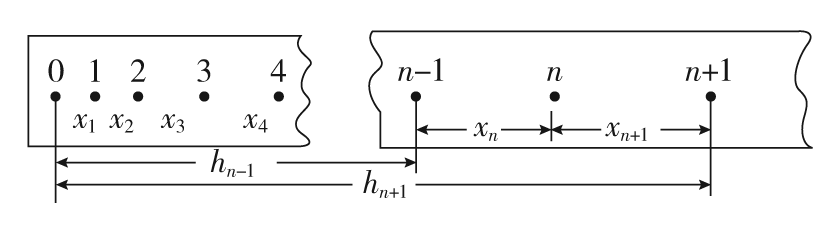 0 1 2 3 4 n−1 n n+1
x₁ x₂ x₃ x₄ xₙ xₙ₊₁
hₙ₋₁
hₙ₊₁